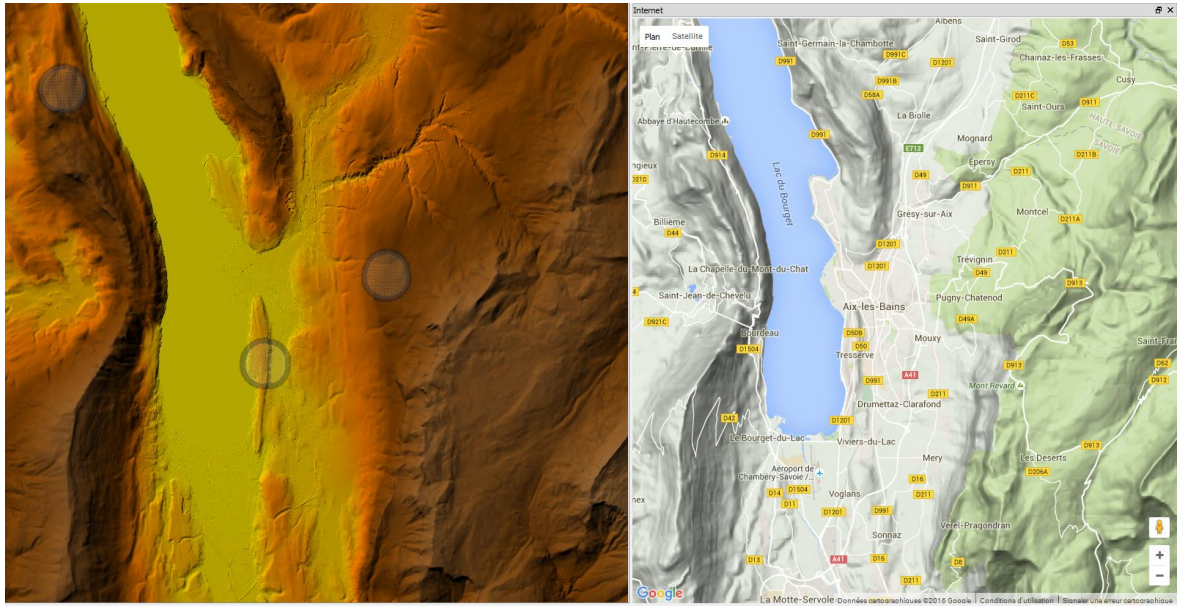 Internet
Plan Satellite
Albens
Saint-Germain-la-Chambotte
Saint-Girod
D53
D991
D991C
D1201
Chainaz-les-Frasses
D991B
Cusy
D58A
D211C
D911
Saint-Ours
La Biolle
HAUTE-SAVOIE
SAVOIE
Abbaye d'Hautecombe
D991
Mognard
E712
D914
Épersy
D211B
D49
D211
D210
D911
Lac du Bourget
Grésy-sur-Aix
Montcel
D211A
Billième
D44
D1201
D211
Trévignin
La Chapelle-du-Mont-du-Chat
D1201
D49
D913
Saint-Jean-de-Chevelu
Pugny-Chatenod
Aix-les-Bains
D921C
D49A
Bourdeau
D50B
Mouxy
D1504
D50
Tresserve
D913
D62
D991
A41
D912
Mont Revard
D211
Drumettaz-Clarafond
D42
D1201
Le Bourget-du-Lac
Viviers-du-Lac
D913
Mery
Les Deserts
Aéroport de
Chambéry-Savoie /...
D206A
D16
D14
D1504
Voglans
D211
D11
D1201
D991
Verel-Pragondran
Sonnaz
D13
A41
D16
D8
D211
Google
La Motte-Servole
Données cartographiques ©2016 Google
Conditions d'utilisation
Signaler une erreur cartographique